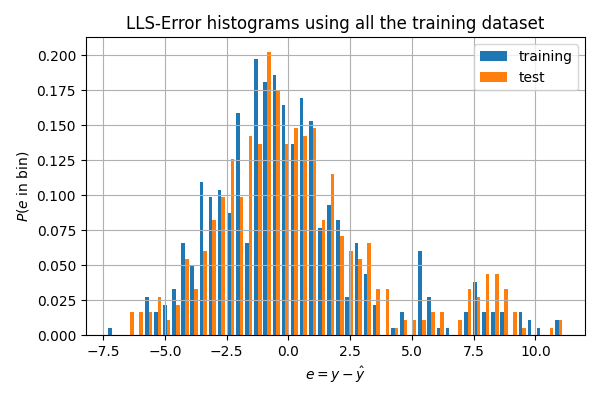 LLS-Error histograms using all the training dataset
training
test
0.200
0.175
0.150
0.125
0.100
0.075
0.050
0.025
0.000
P(e in bin)
−7.5 −5.0 −2.5 0.0 2.5 5.0 7.5 10.0
e = y − ŷ